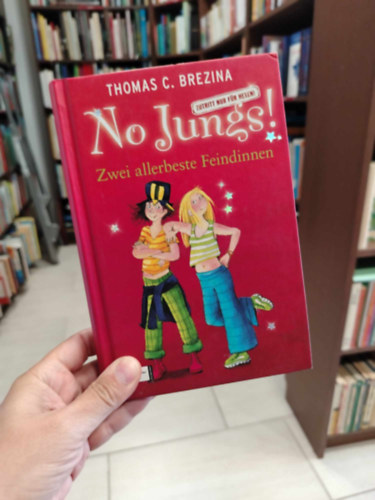 THOMAS C. BREZINA
ZUTRITT NUR FÜR HEXEN!
No Jungs!
Zwei allerbeste Feindinnen